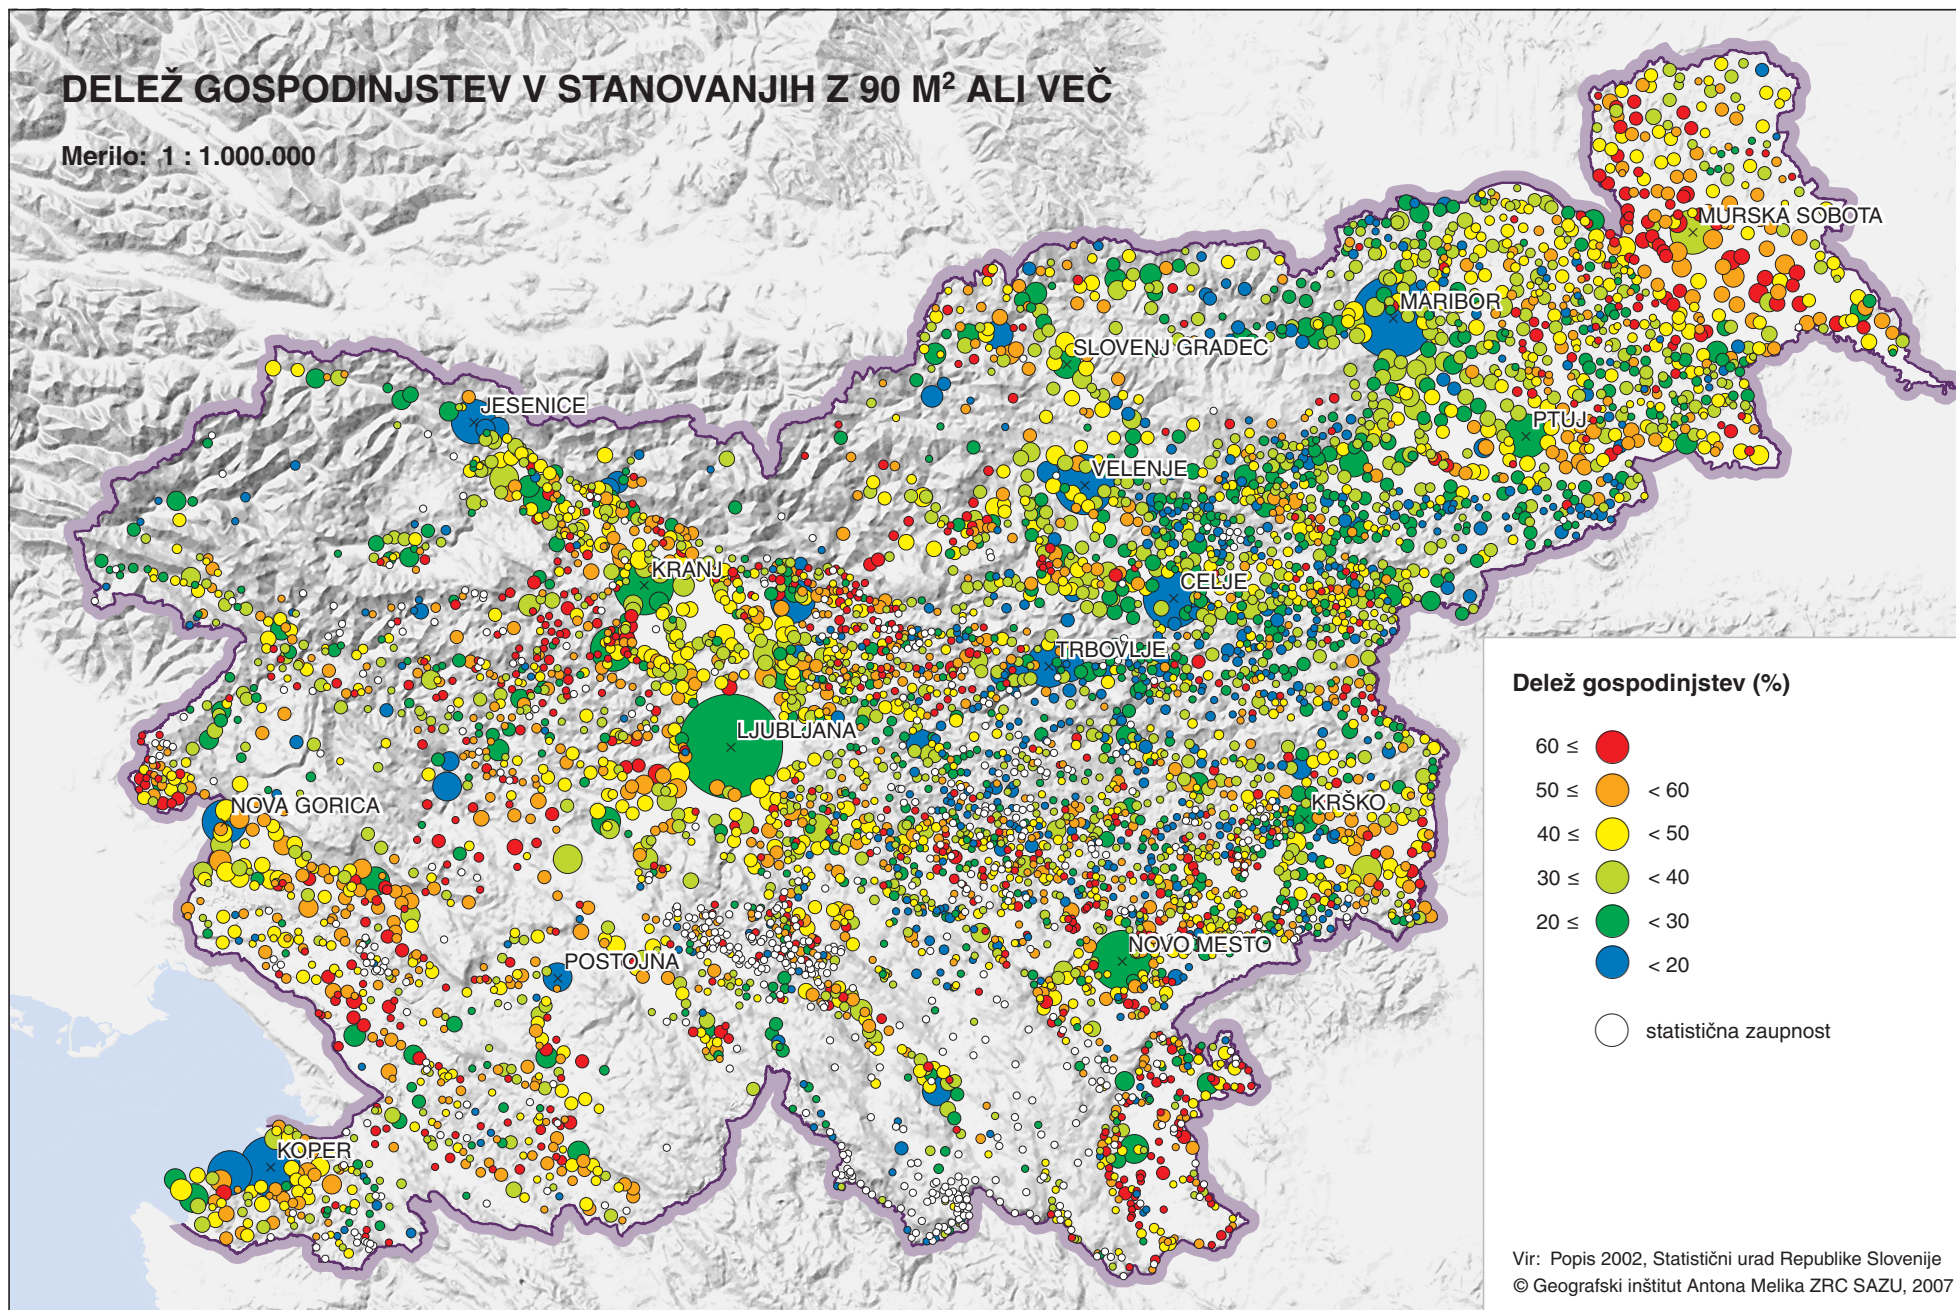 DELEŽ GOSPODINJSTEV V STANOVANJIH Z 90 M² ALI VEČ
Merilo: 1 : 1.000.000
MURSKA SOBOTA
MARIBOR
SLOVENJ GRADEC
JESENICE
PTUJ
VELENJE
KRANJ
CELJE
TRBOVLJE
LJUBLJANA
NOVA GORICA
KRŠKO
NOVO MESTO
POSTOJNA
KOPER
Delež gospodinjstev (%)
60 ≤
50 ≤ < 60
40 ≤ < 50
30 ≤ < 40
20 ≤ < 30
< 20
statistična zaupnost
Vir: Popis 2002, Statistični urad Republike Slovenije
© Geografski inštitut Antona Melika ZRC SAZU, 2007